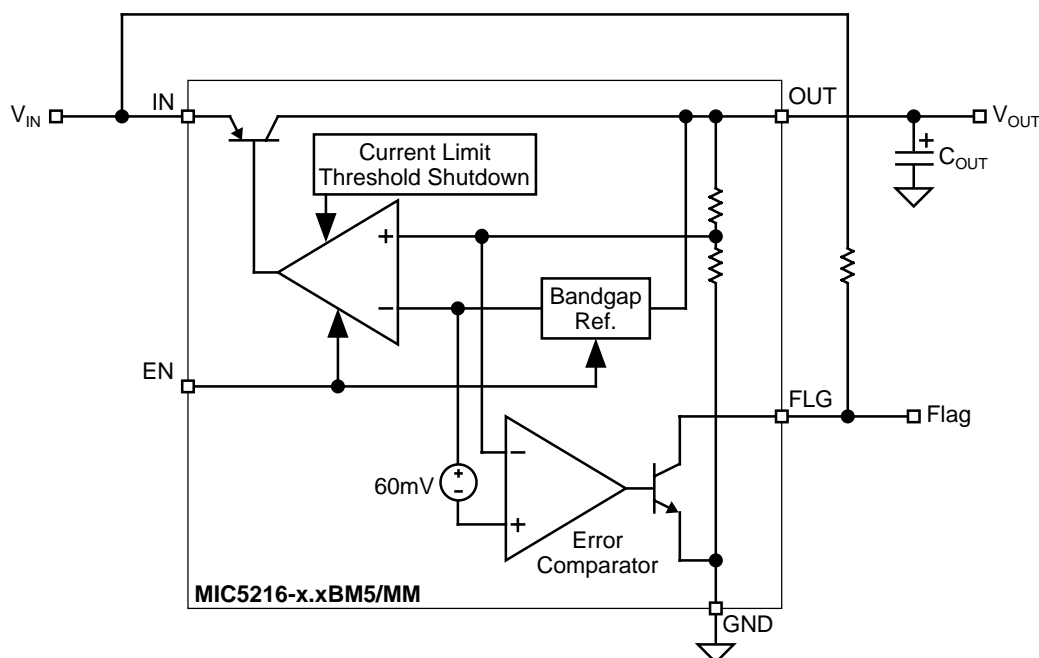 IN
OUT
V_IN
V_OUT
Current Limit
Threshold Shutdown
+
C_OUT
+
−
Bandgap
Ref.
EN
FLG
Flag
−
60mV
+
−
+
Error
Comparator
MIC5216-x.xBM5/MM
GND